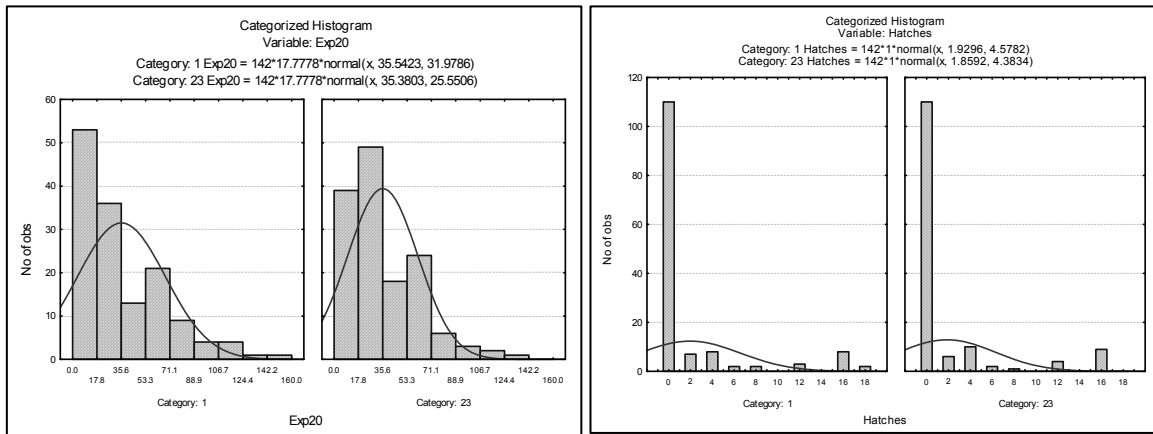 Categorized Histogram
Variable: Exp20
Category: 1 Exp20 = 142*17.7778*normal(x, 35.5423, 31.9786)
Category: 23 Exp20 = 142*17.7778*normal(x, 35.3803, 25.5506)
No of obs
60
50
40
30
20
10
0
0.0 35.6 71.1 106.7 142.2
17.8 53.3 88.9 124.4 160.0
Category: 1
0.0 35.6 71.1 106.7 142.2
17.8 53.3 88.9 124.4 160.0
Category: 23
Exp20
Categorized Histogram
Variable: Hatches
Category: 1 Hatches = 142*1*normal(x, 1.9296, 4.5782)
Category: 23 Hatches = 142*1*normal(x, 1.8592, 4.3834)
No of obs
120
100
80
60
40
20
0
0 2 4 6 8 10 12 14 16 18
Category: 1
0 2 4 6 8 10 12 14 16 18
Category: 23
Hatches